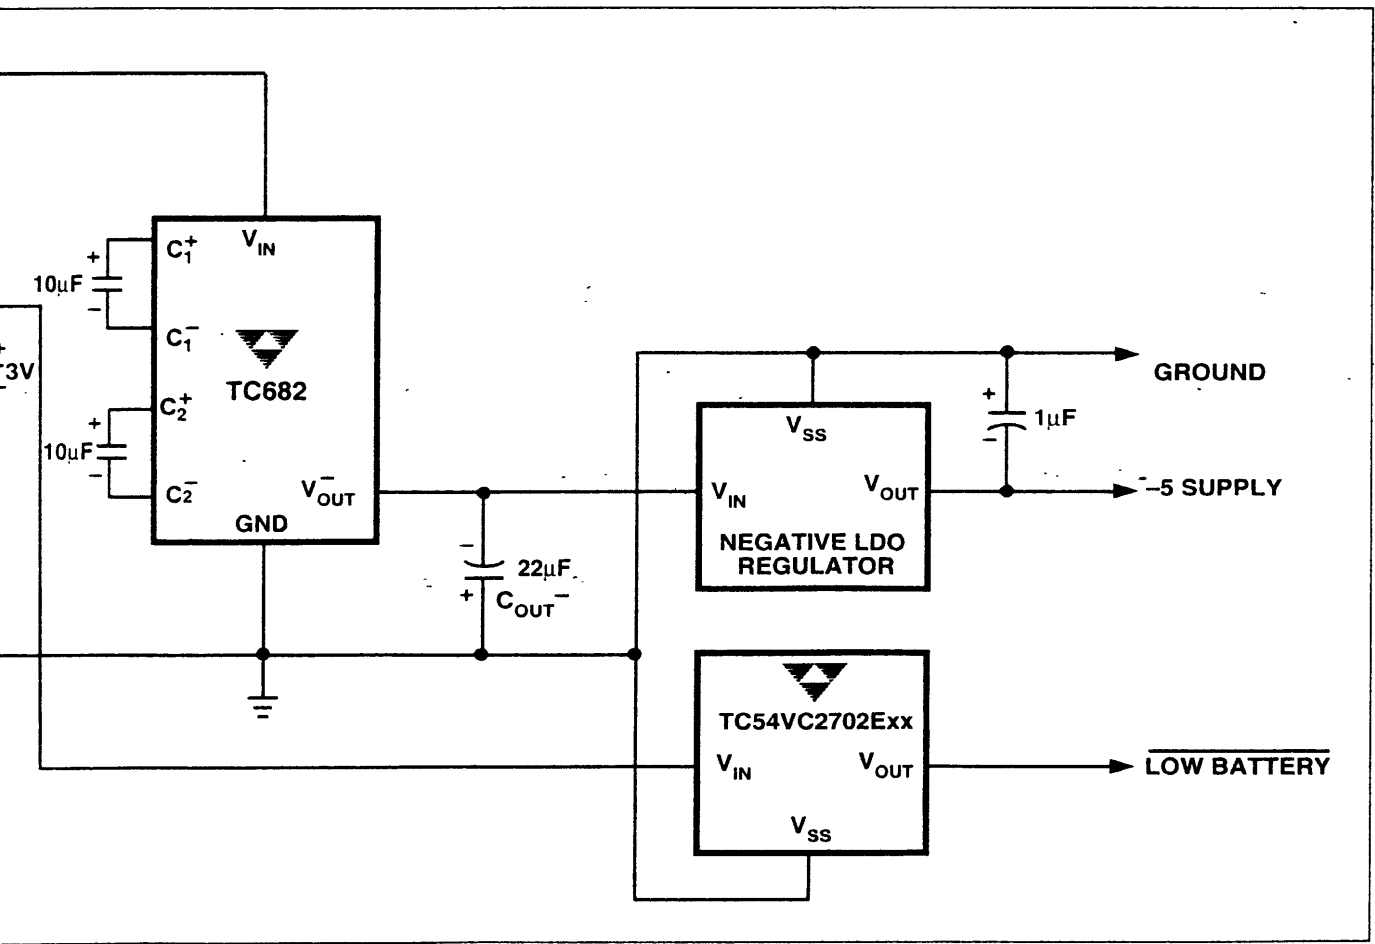 V_IN
C1+
+
10µF
–
C1–
+
3V
–
TC682
C2+
+
10µF
–
C2–
VOUT–
GND
–
22µF
+
COUT–
GROUND
VSS
+
1µF
–
VIN
VOUT
–5 SUPPLY
NEGATIVE LDO
REGULATOR
TC54VC2702Exx
VIN
VOUT
LOW BATTERY
VSS